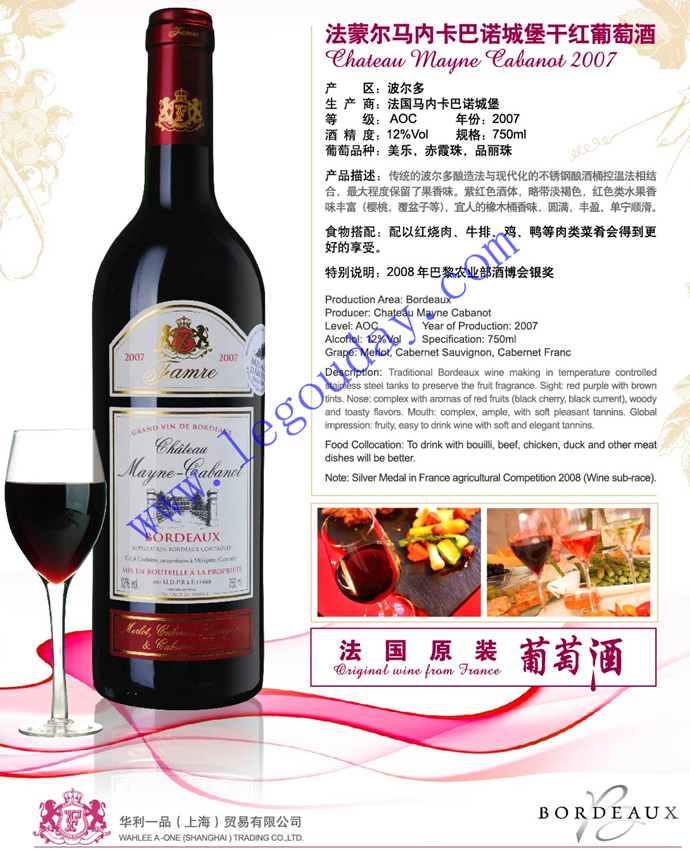 法蒙尔马内卡巴诺城堡干红葡萄酒
Chateau Mayne Cabanot 2007
产 区：波尔多
生 产 商：法国马内卡巴诺城堡
等 级： AOC 年份：2007
酒 精 度：12%Vol 规格：750ml
葡萄品种：美乐，赤霞珠，品丽珠
产品描述：传统的波尔多酿造法与现代化的不锈钢酿酒桶控温法相结
合，最大程度保留了果香味。紫红色酒体，略带淡褐色，红色类水果香
味丰富（樱桃，覆盆子等），宜人的橡木桶香味，圆满，丰盈，单宁顺滑。
食物搭配：配以红烧肉、牛排、鸡、鸭等肉类菜肴会得到更
好的享受。
特别说明：2008 年巴黎农业部酒博会银奖
Production Area: Bordeaux
Producer: Chateau Mayne Cabanot
Level: AOC Year of Production: 2007
Alcohol: 12%Vol Specification: 750ml
Grape: Merlot, Cabernet Sauvignon, Cabernet Franc
Description: Traditional Bordeaux wine making in temperature controlled
stainless steel tanks to preserve the fruit fragrance. Sight: red purple with brown
tints. Nose: complex with aromas of red fruits (black cherry, black current), woody
and toasty flavors. Mouth: complex, ample, with soft pleasant tannins. Global
impression: fruity, easy to drink wine with soft and elegant tannins.
Food Collocation: To drink with bouilli, beef, chicken, duck and other meat
dishes will be better.
Note: Silver Medal in France agricultural Competition 2008 (Wine sub-race).
www.legouday.com
Famre
F
2007 2007
Famre
GRAND VIN DE BORDEAUX
Château
Mayne-Cabanot
BORDEAUX
APPELLATION BORDEAUX CONTRÔLÉE
MIS EN BOUTEILLE À LA PROPRIÉTÉ
12% vol. 750 ml
Merlot, Cabernet
& Cabernet
法国原装 葡萄酒
Original wine from France
F
华利一品（上海）贸易有限公司
WAHLEE A -ONE (SHANGHAI ) TRADING CO.,LTD.
BORDEAUX